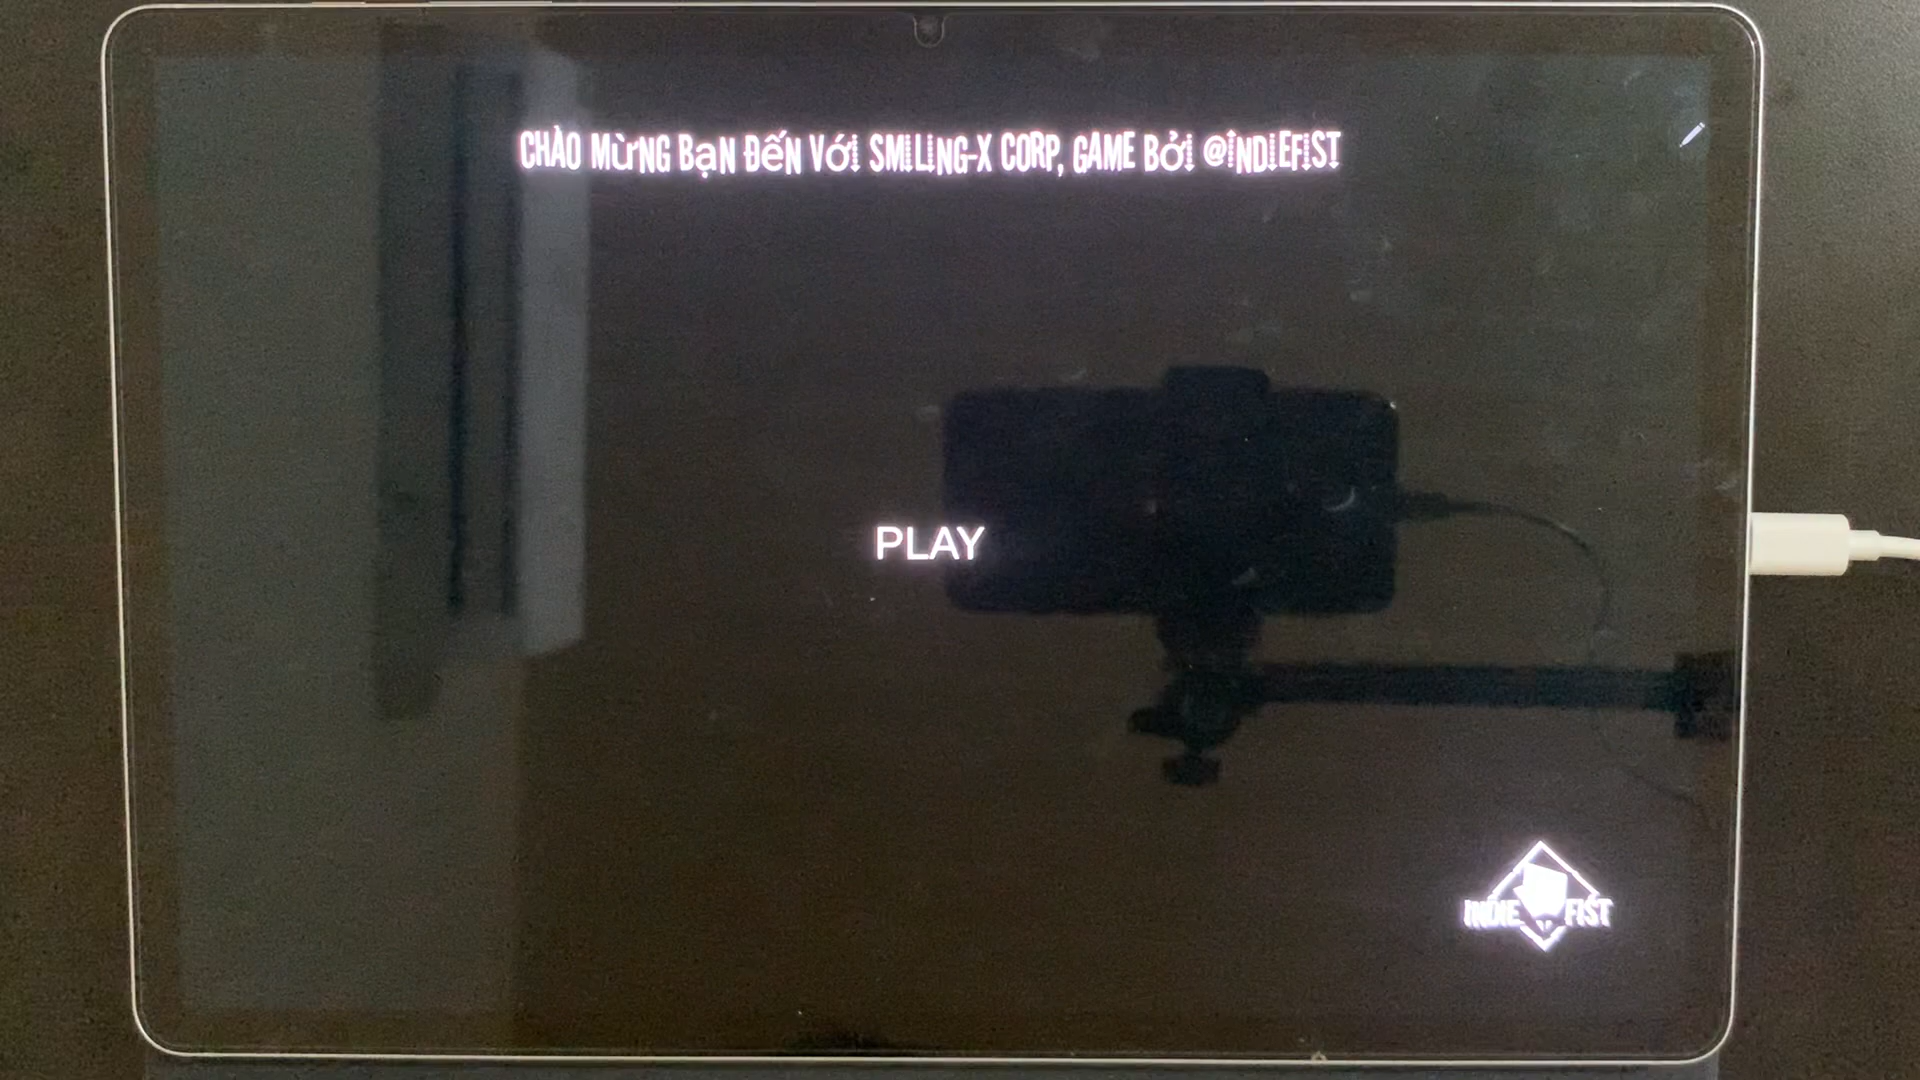 CHÀO MỪNG BẠN ĐẾN VỚI SMILING-X CORP, GAME BỞI @INDIEFIST
PLAY
INDIE FIST